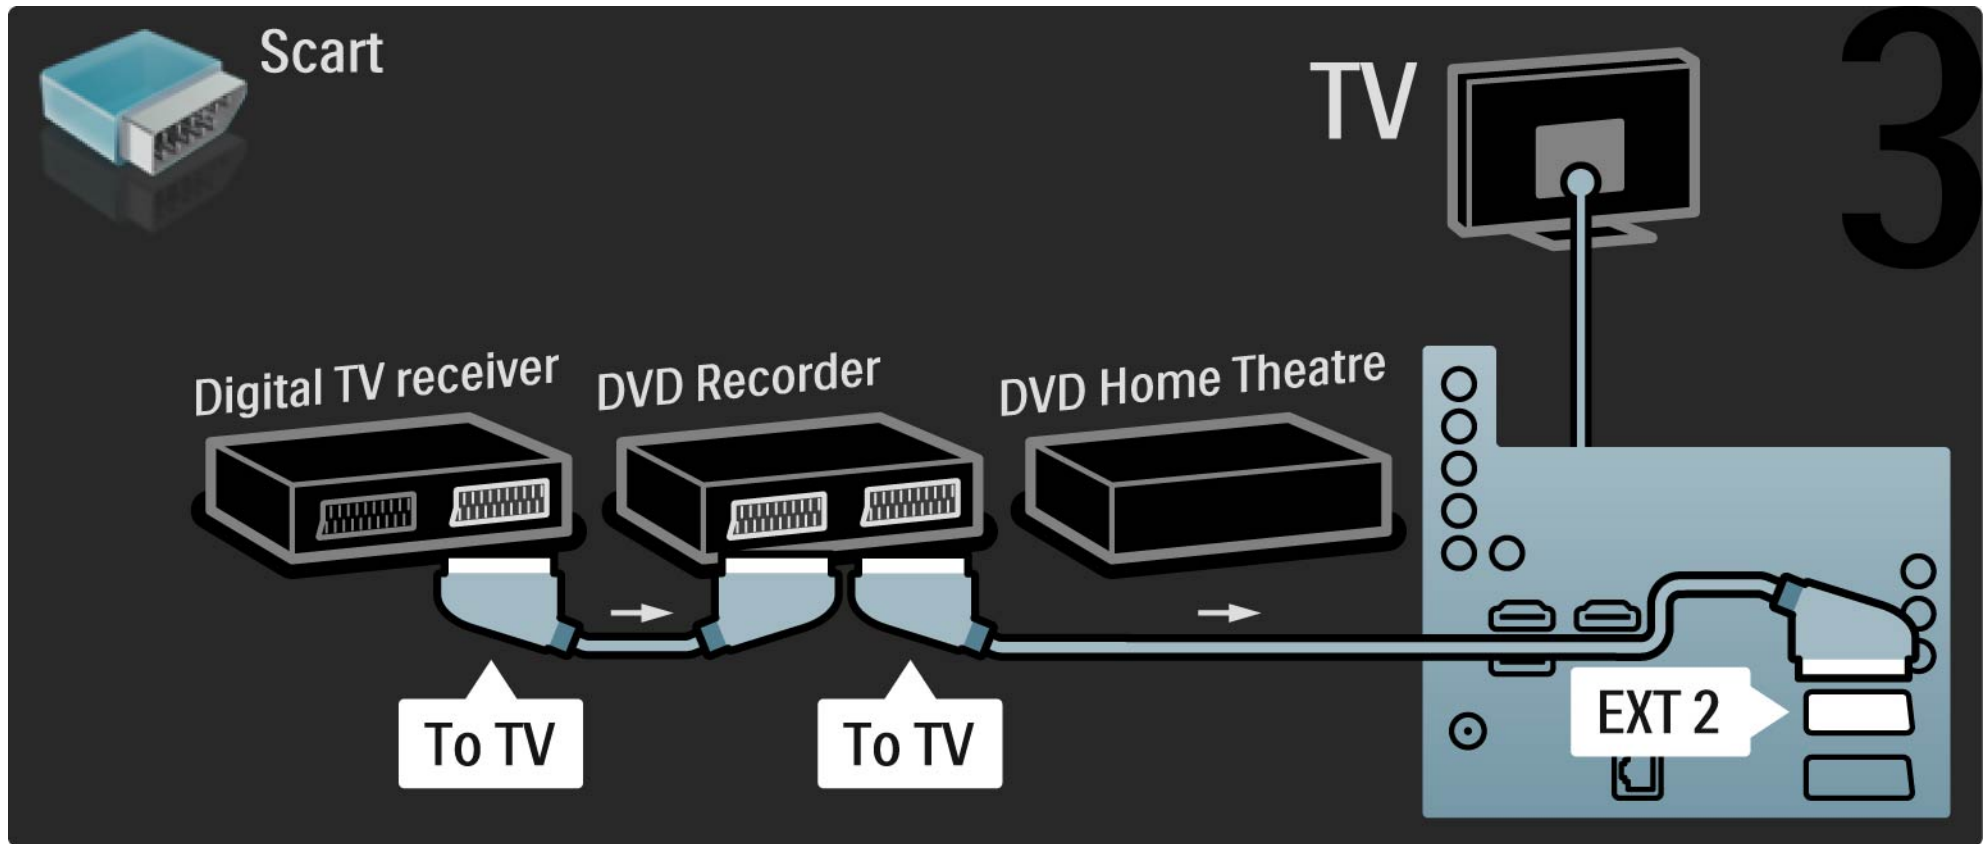 Scart
TV
3
Digital TV receiver
DVD Recorder
DVD Home Theatre
To TV
To TV
EXT 2